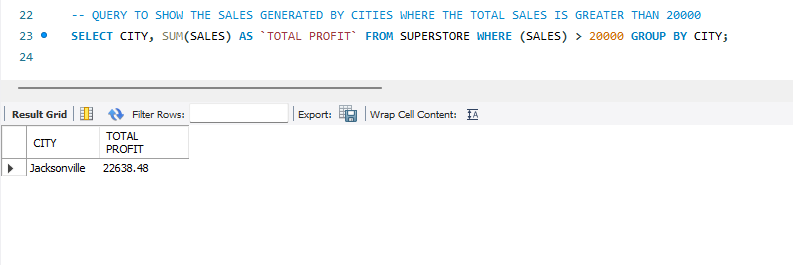 22 -- QUERY TO SHOW THE SALES GENERATED BY CITIES WHERE THE TOTAL SALES IS GREATER THAN 20000
23 SELECT CITY, SUM(SALES) AS `TOTAL PROFIT` FROM SUPERSTORE WHERE (SALES) > 20000 GROUP BY CITY;
24
Result Grid Filter Rows: Export: Wrap Cell Content:
CITY TOTAL
PROFIT
Jacksonville 22638.48